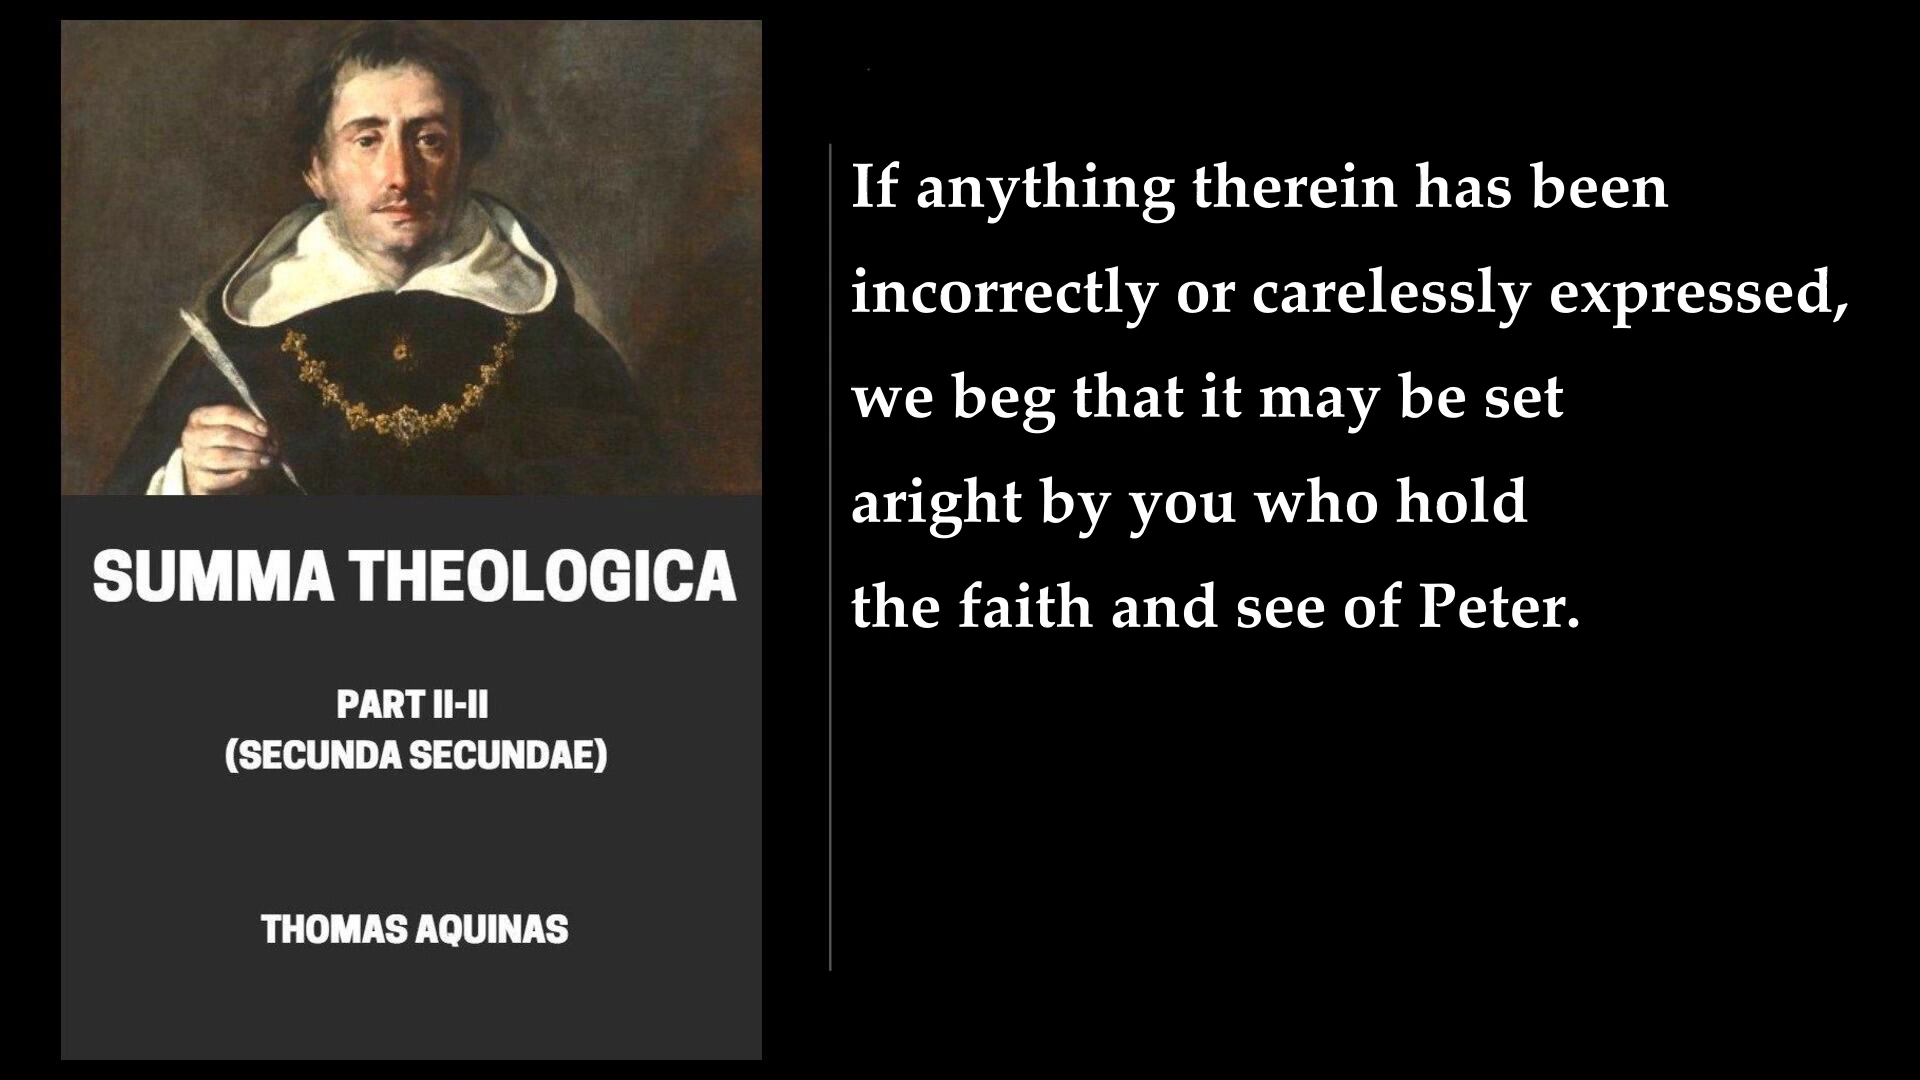 SUMMA THEOLOGICA
PART II-II
(SECUNDA SECUNDAE)
THOMAS AQUINAS
If anything therein has been
incorrectly or carelessly expressed,
we beg that it may be set
aright by you who hold
the faith and see of Peter.